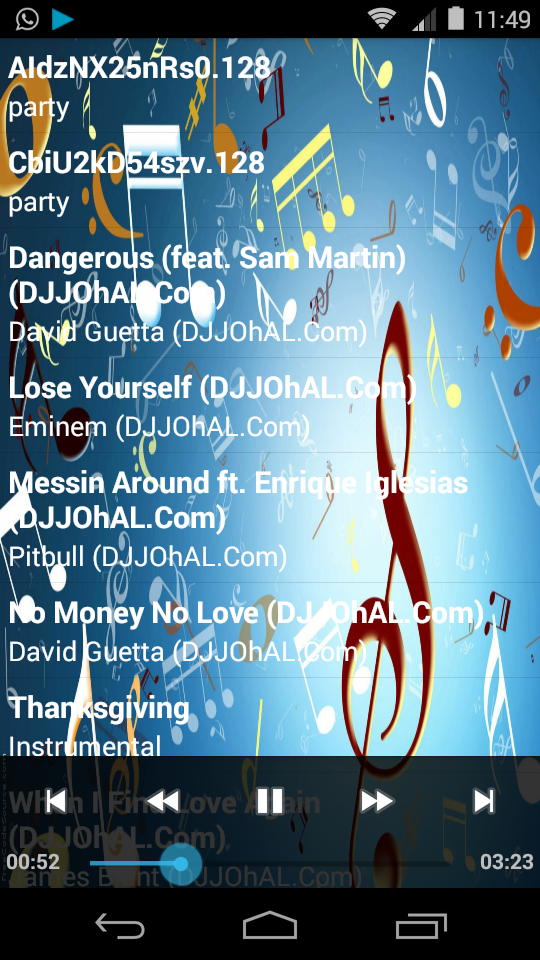 11:49
AIdzNX25nRs0.128
party
CbiU2kD54szv.128
party
Dangerous (feat. Sam Martin)
(DJJOhAL.Com)
David Guetta (DJJOhAL.Com)
Lose Yourself (DJJOhAL.Com)
Eminem (DJJOhAL.Com)
Messin Around ft. Enrique Iglesias
(DJJOhAL.Com)
Pitbull (DJJOhAL.Com)
No Money No Love (DJJOhAL.Com)
David Guetta (DJJOhAL.Com)
Thanksgiving
Instrumental
When I Find Love Again
(DJJOhAL.Com)
00:52
03:23
James Blunt (DJJOhAL.Com)